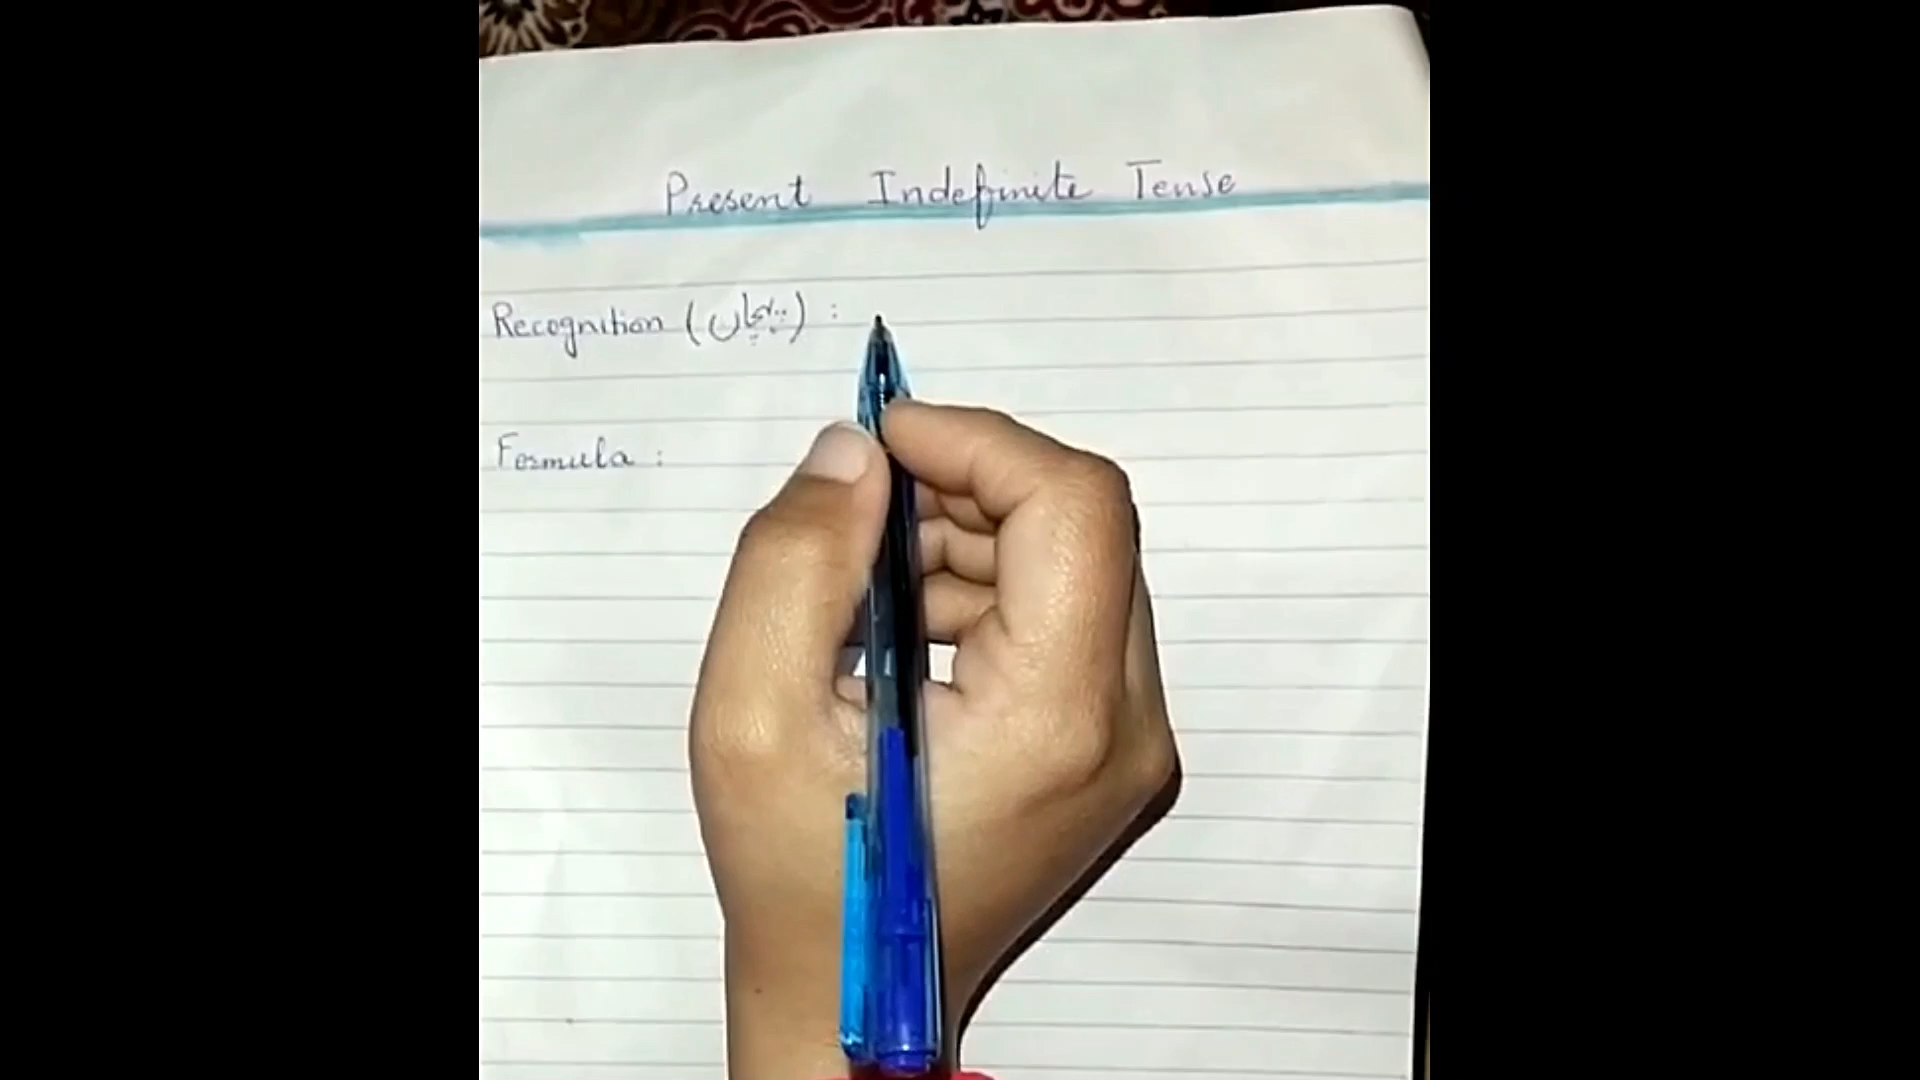 Present Indefinite Tense
Recognition (پہچان) :
Formula :